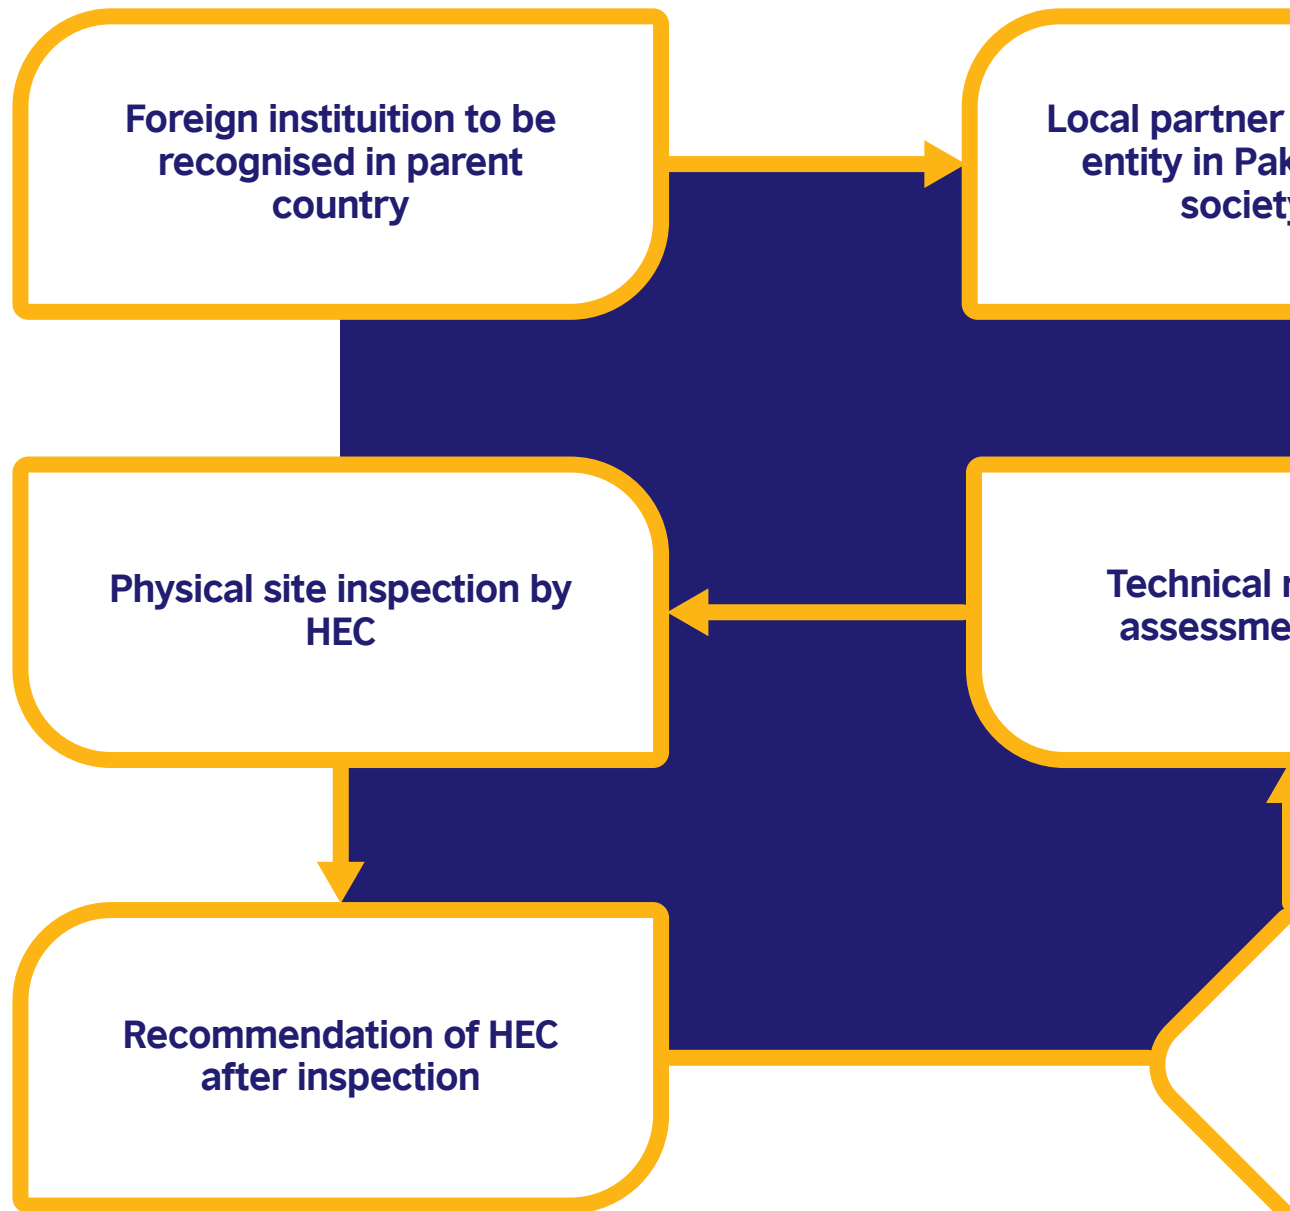 Foreign instituition to be
recognised in parent
country
Local partner
entity in
Physical site inspection by
HEC
Technical
Recommendation of HEC
after inspection